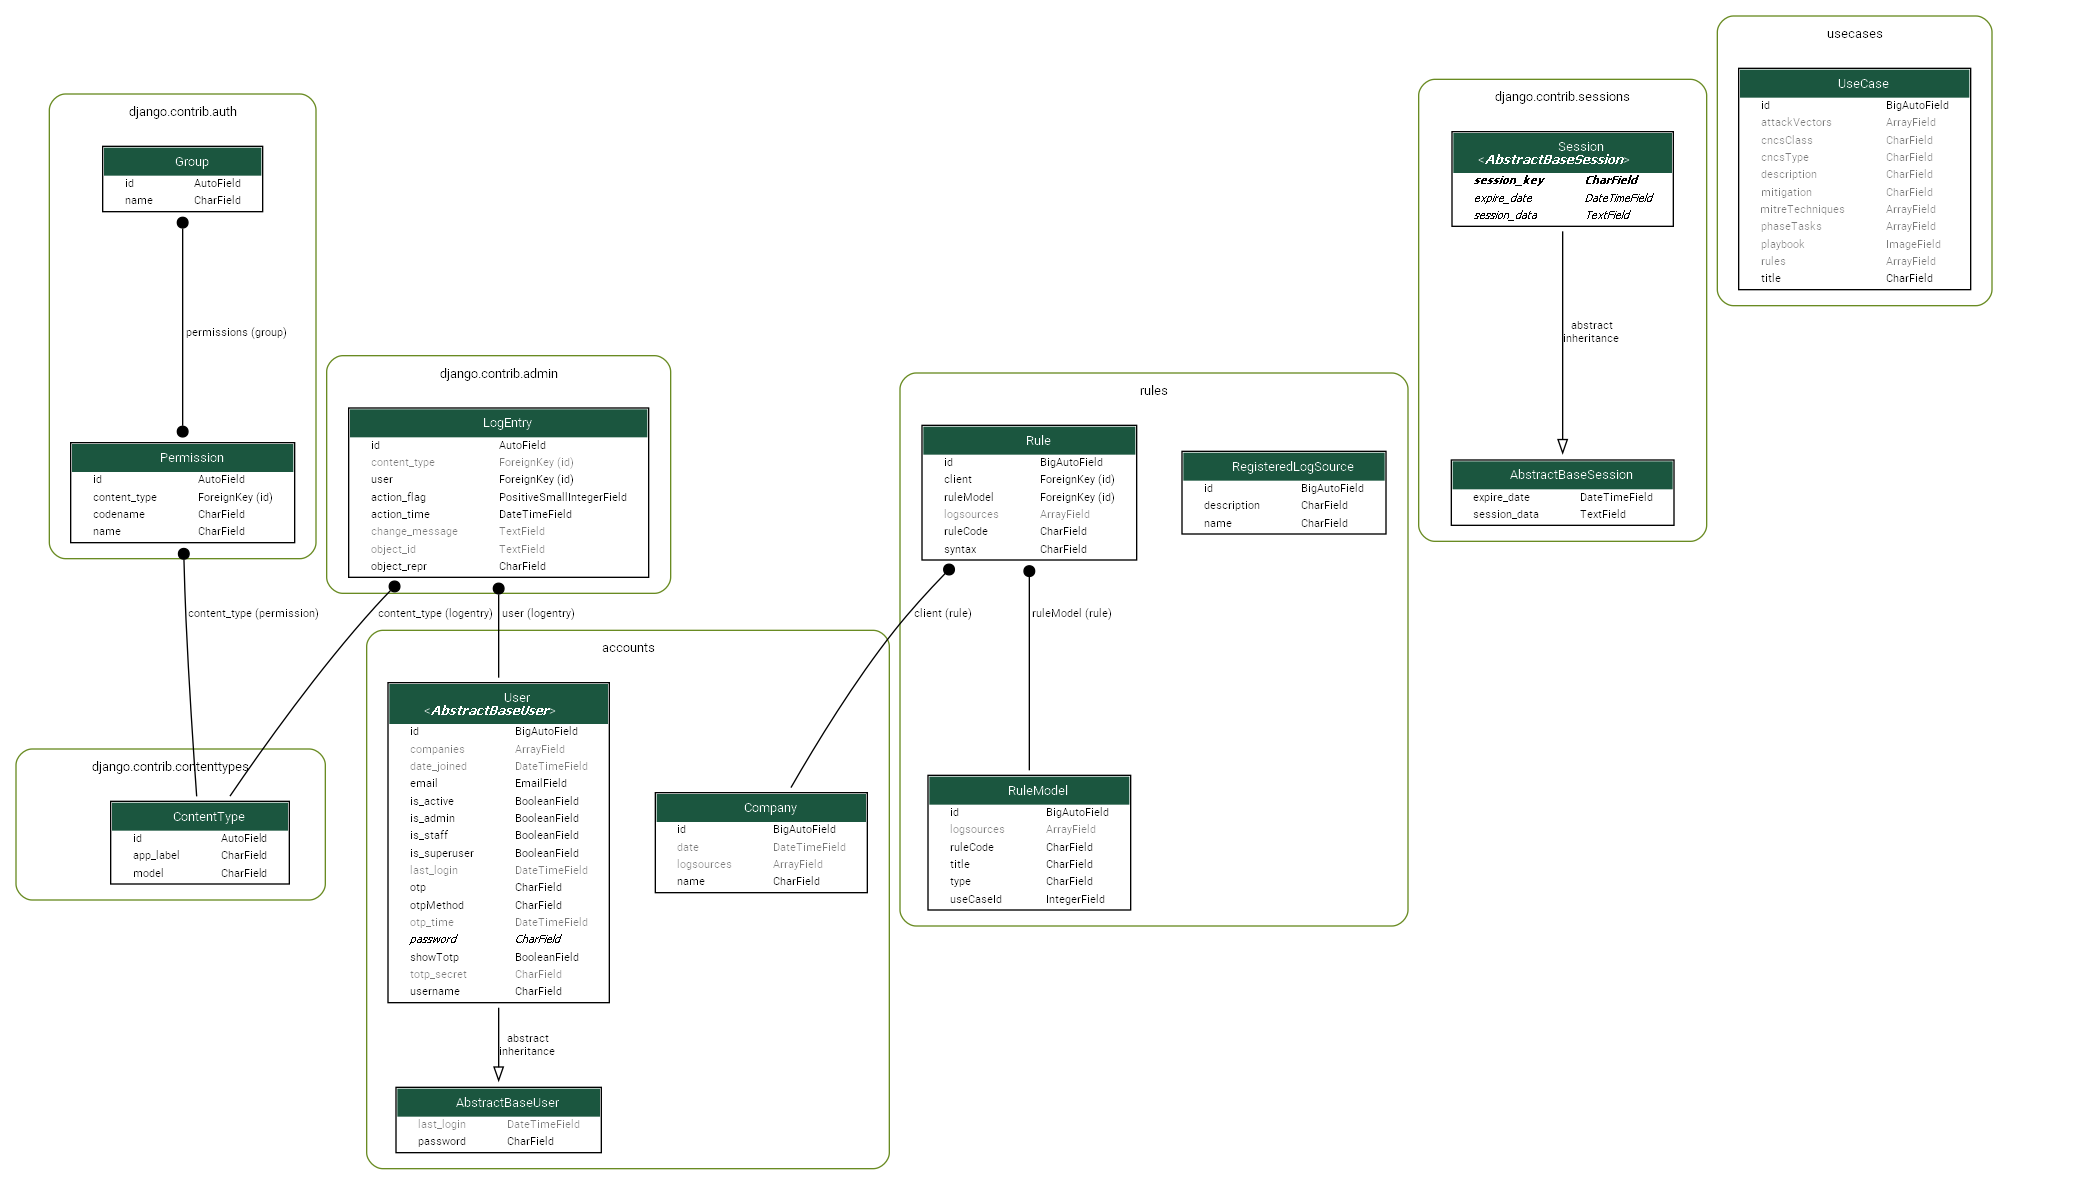 django.contrib.auth
Group
id AutoField
name CharField
permissions (group)
Permission
id AutoField
content_type ForeignKey (id)
codename CharField
name CharField
content_type (permission)
django.contrib.admin
LogEntry
id AutoField
content_type ForeignKey (id)
user ForeignKey (id)
action_flag PositiveSmallIntegerField
action_time DateTimeField
change_message TextField
object_id TextField
object_repr CharField
content_type (logentry)
user (logentry)
django.contrib.contenttypes
ContentType
id AutoField
app_label CharField
model CharField
accounts
User
<AbstractBaseUser>
id BigAutoField
companies ArrayField
date_joined DateTimeField
email EmailField
is_active BooleanField
is_admin BooleanField
is_staff BooleanField
is_superuser BooleanField
last_login DateTimeField
otp CharField
otpMethod CharField
otp_time DateTimeField
password CharField
showTotp BooleanField
totp_secret CharField
username CharField
abstract
inheritance
AbstractBaseUser
last_login DateTimeField
password CharField
Company
id BigAutoField
date DateTimeField
logsources ArrayField
name CharField
rules
Rule
id BigAutoField
client ForeignKey (id)
ruleModel ForeignKey (id)
logsources ArrayField
ruleCode CharField
syntax CharField
client (rule)
ruleModel (rule)
RegisteredLogSource
id BigAutoField
description CharField
name CharField
RuleModel
id BigAutoField
logsources ArrayField
ruleCode CharField
title CharField
type CharField
useCaseId IntegerField
django.contrib.sessions
Session
<AbstractBaseSession>
session_key CharField
expire_date DateTimeField
session_data TextField
abstract
inheritance
AbstractBaseSession
expire_date DateTimeField
session_data TextField
usecases
UseCase
id BigAutoField
attackVectors ArrayField
cncsClass CharField
cncsType CharField
description CharField
mitigation CharField
mitreTechniques ArrayField
phaseTasks ArrayField
playbook ImageField
rules ArrayField
title CharField